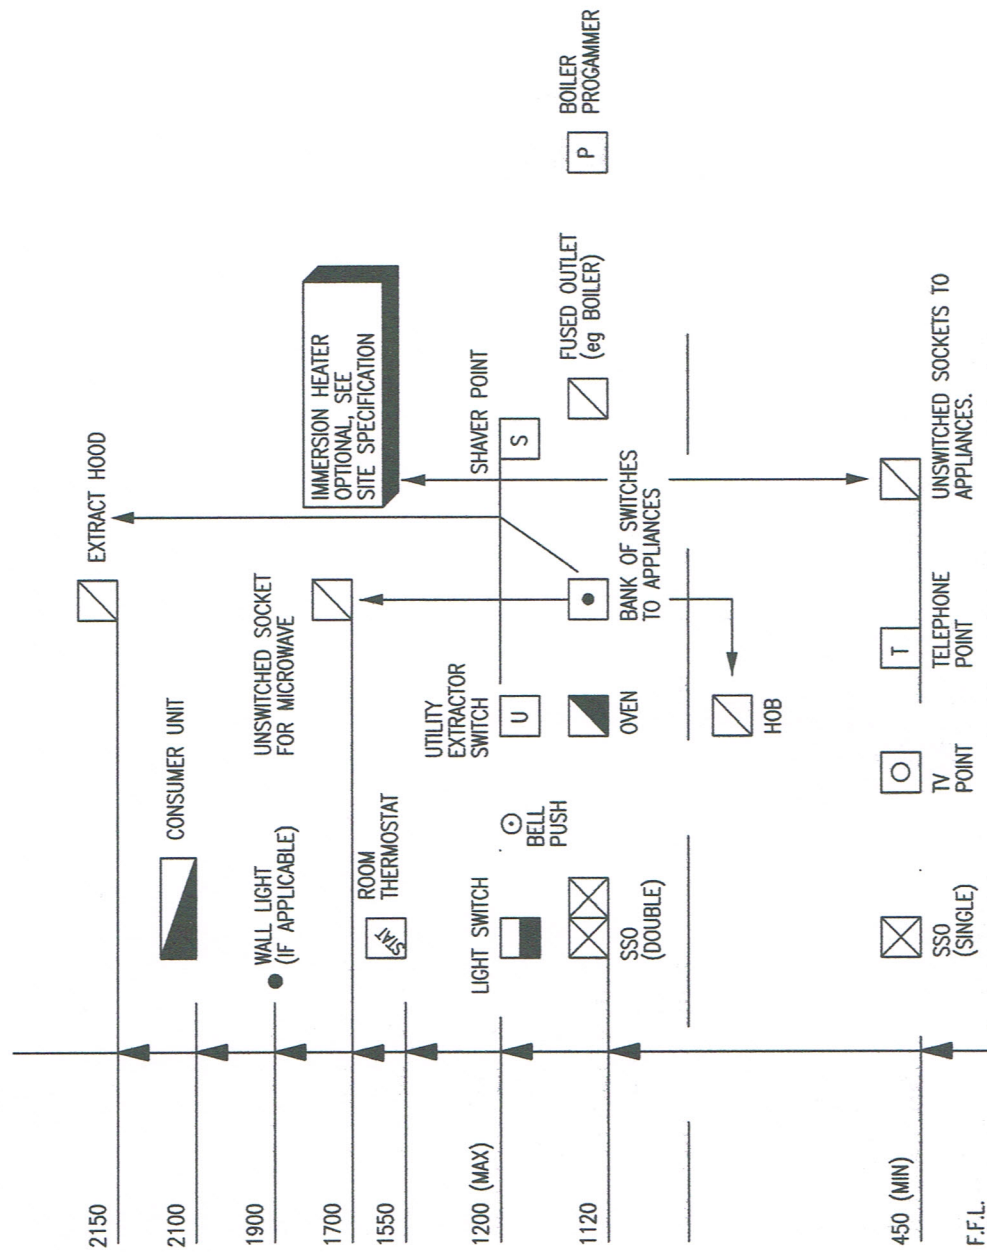 2150
EXTRACT HOOD
2100
CONSUMER UNIT
1900
WALL LIGHT
(IF APPLICABLE)
UNSWITCHED SOCKET
FOR MICROWAVE
IMMERSION HEATER
OPTIONAL, SEE
SITE SPECIFICATION
1700
1550
STAT
ROOM
THERMOSTAT
1200 (MAX)
LIGHT SWITCH
BELL
PUSH
UTILITY
EXTRACTOR
SWITCH
U
SHAVER POINT
S
1120
SSO
(DOUBLE)
OVEN
BANK OF SWITCHES
TO APPLIANCES
FUSED OUTLET
(eg BOILER)
P
BOILER
PROGAMMER
HOB
450 (MIN)
SSO
(SINGLE)
TV
POINT
T
TELEPHONE
POINT
UNSWITCHED SOCKETS TO
APPLIANCES.
F.F.L.